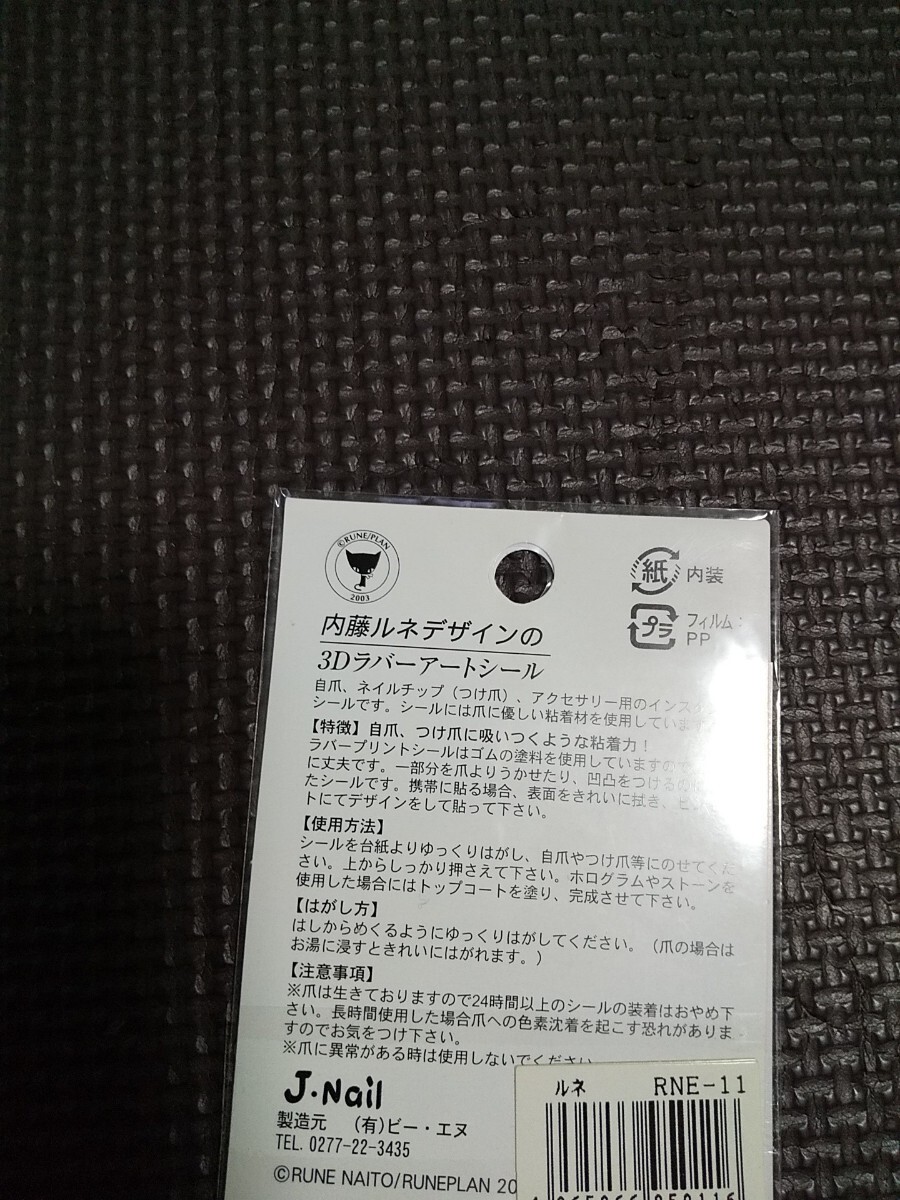 ©RUNE/PLAN
2003
紙 内装
プラ フィルム：
PP
内藤ルネデザインの
3Dラバーアートシール
自爪、ネイルチップ（つけ爪）、アクセサリー用のインス
シールです。シールには爪に優しい粘着材を使用していま
【特徴】自爪、つけ爪に吸いつくような粘着力！
ラバープリントシールはゴムの塗料を使用していますの
に丈夫です。一部分を爪よりうかせたり、凹凸をつける
たシールです。携帯に貼る場合、表面をきれいに拭き、ピン
トにてデザインをして貼って下さい。
【使用方法】
シールを台紙よりゆっくりはがし、自爪やつけ爪等にのせてくだ
さい。上からしっかり押さえて下さい。ホログラムやストーンを
使用した場合にはトップコートを塗り、完成させて下さい。
【はがし方】
はしからめくるようにゆっくりはがしてください。（爪の場合は
お湯に浸すときれいにはがれます。）
【注意事項】
※爪は生きておりますので24時間以上のシールの装着はおやめ下
さい。長時間使用した場合爪への色素沈着を起こす恐れがありま
すのでお気をつけ下さい。
※爪に異常がある時は使用しないでください
J.Nail
製造元 （有）ビー・エヌ
TEL. 0277-22-3435
©RUNE NAITO/RUNEPLAN 20
ルネ RNE-11